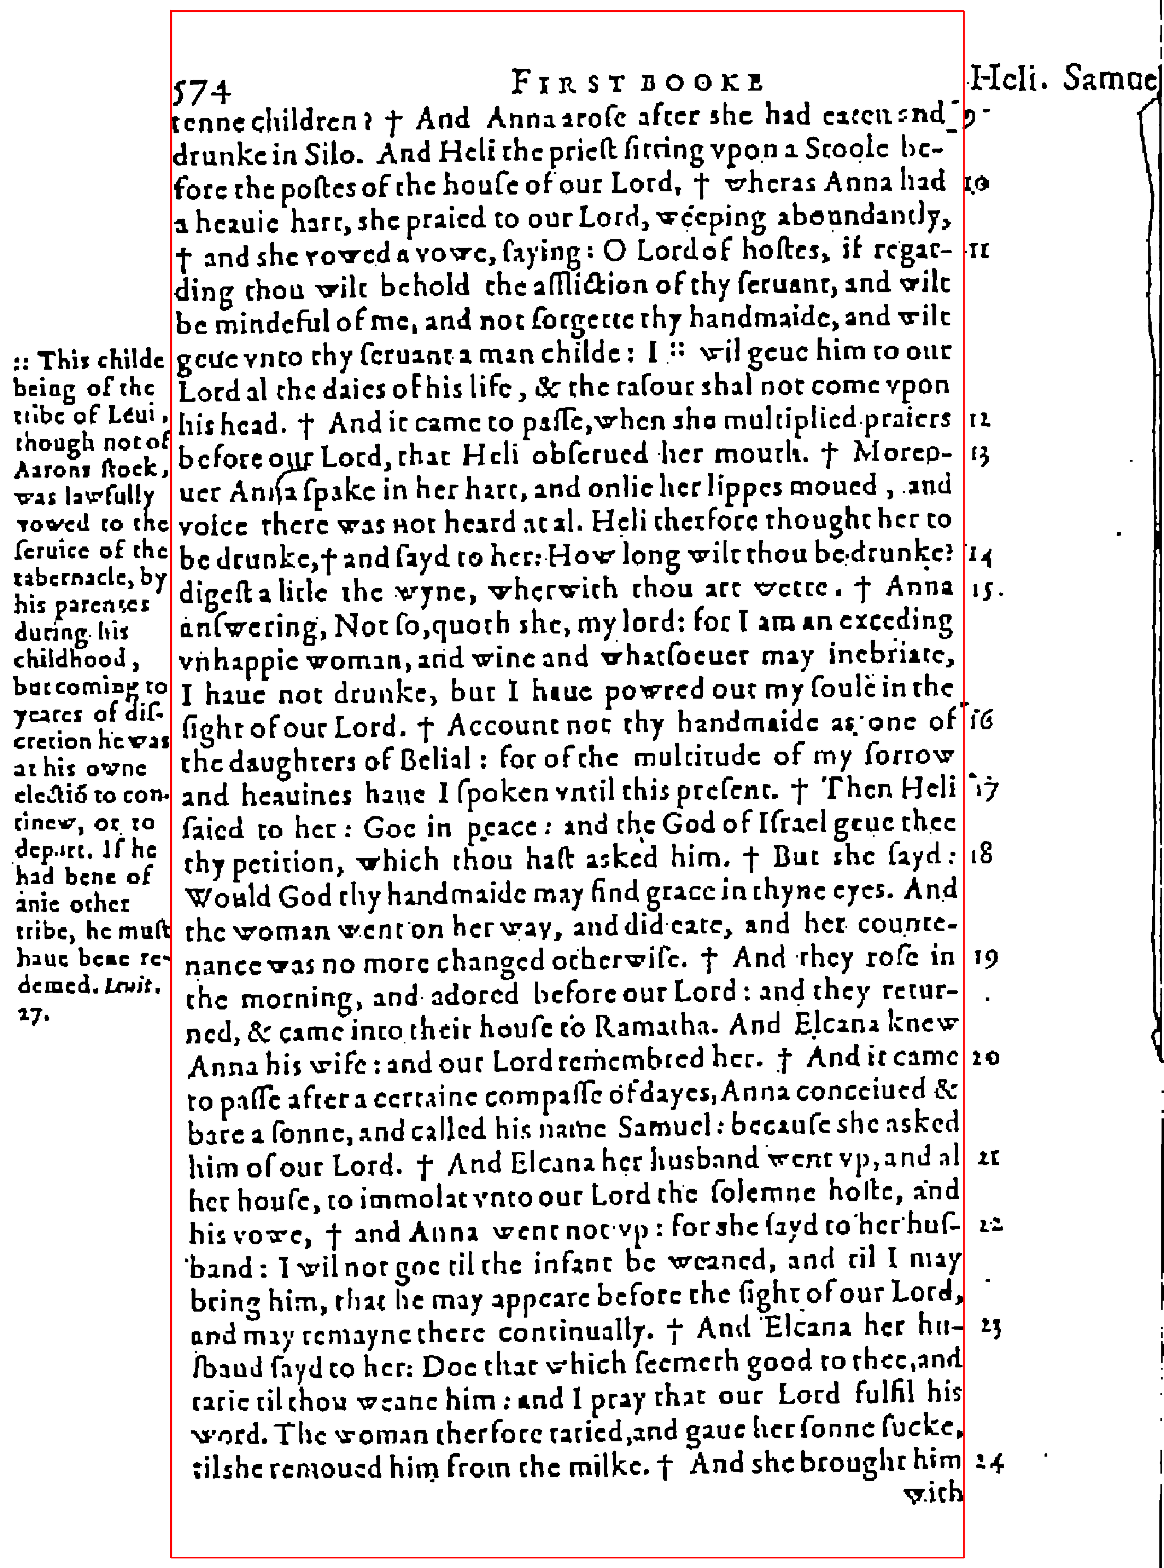 574 FIRST BOOKE Heli. Samuel
tenne children? † And Anna arose after she had eaten and 9
drunke in Silo. And Heli the priest sitting vpon a Stoole be-
fore the postes of the house of our Lord, † wheras Anna had 10
a heauie hart, she praied to our Lord, weeping aboundantly,
† and she vowed a vowe, saying: O Lord of hostes, if regar- 11
ding thou wilt behold the affliction of thy seruant, and wilt
be mindeful of me, and not forgette thy handmaide, and wilt
geue vnto thy seruant a man childe: I :: wil geue him to our
Lord al the daies of his life, & the rasour shal not come vpon
his head. † And it came to passe, when she multiplied praiers 12
before our Lord, that Heli obserued her mouth. † Moreo- 13
uer Anna spake in her hart, and onlie her lippes moued, and
voice there was not heard at al. Heli therfore thought her to
be drunke, † and sayd to her: How long wilt thou be drunke? 14
digest a litle the wyne, wherwith thou art wette. † Anna 15.
answering, Not so, quoth she, my lord: for I am an exceding
vnhappie woman, and wine and whatsoeuer may inebriate,
I haue not drunke, but I haue powred out my soule in the
sight of our Lord. † Account not thy handmaide as one of 16
the daughters of Belial: for of the multitude of my sorrow
and heauines haue I spoken vntil this present. † Then Heli 17
saied to her: Goe in peace: and the God of Israel geue thee
thy petition, which thou hast asked him. † But she sayd: 18
Would God thy handmaide may find grace in thyne eyes. And
the woman went on her way, and did eate, and her counte-
nance was no more changed otherwise. † And they rose in 19
the morning, and adored before our Lord: and they retur-
ned, & came into their house to Ramatha. And Elcana knew
Anna his wife: and our Lord remembred her. † And it came 20
to passe after a certaine compasse of dayes, Anna conceiued &
bare a sonne, and called his name Samuel: because she asked
him of our Lord. † And Elcana her husband went vp, and al 21
her house, to immolat vnto our Lord the solemne hoste, and
his vowe, † and Anna went not vp: for she sayd to her hus- 22
band: I wil not goe til the infant be weaned, and til I may
bring him, that he may appeare before the sight of our Lord,
and may remayne there continually. † And Elcana her hu- 23
sband sayd to her: Doe that which seemeth good to thee, and
tarie til thou weane him: and I pray that our Lord fulfil his
word. The woman therfore taried, and gaue her sonne sucke,
til she remoued him from the milke. † And she brought him 24
with
:: This childe
being of the
tribe of Leui,
though not of
Aarons stock,
was lawfully
vowed to the
seruice of the
tabernacle, by
his parentes
during his
childhood,
but coming to
yeares of dis-
cretion he was
at his owne
electiō to con-
tinew, or to
depart. If he
had bene of
anie other
tribe, he must
haue bene re-
demed. Leuit.
27.